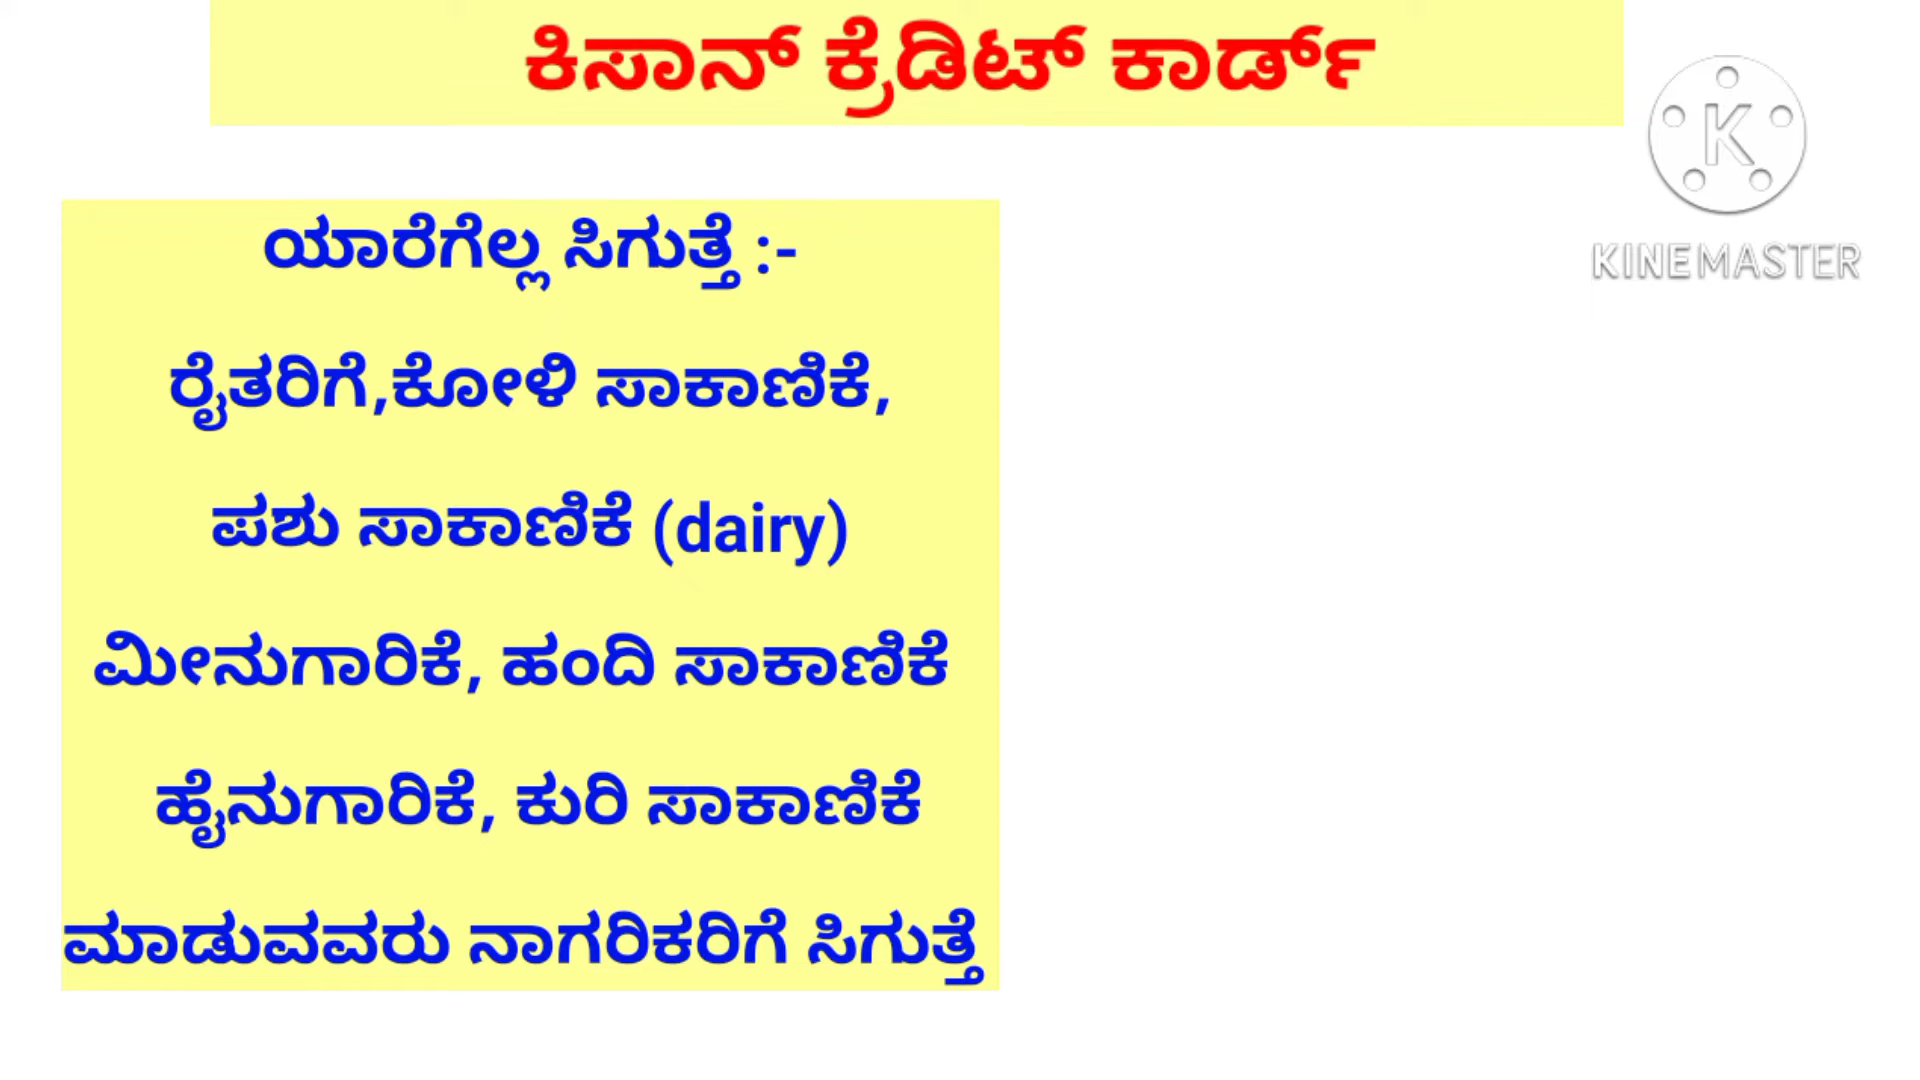 ಕಿಸಾನ್ ಕ್ರೆಡಿಟ್ ಕಾರ್ಡ್
K
KINEMASTER
ಯಾರೆಗೆಲ್ಲ ಸಿಗುತ್ತೆ :-
ರೈತರಿಗೆ,ಕೋಳಿ ಸಾಕಾಣಿಕೆ,
ಪಶು ಸಾಕಾಣಿಕೆ (dairy)
ಮೀನುಗಾರಿಕೆ, ಹಂದಿ ಸಾಕಾಣಿಕೆ
ಹೈನುಗಾರಿಕೆ, ಕುರಿ ಸಾಕಾಣಿಕೆ
ಮಾಡುವವರು ನಾಗರಿಕರಿಗೆ ಸಿಗುತ್ತೆ